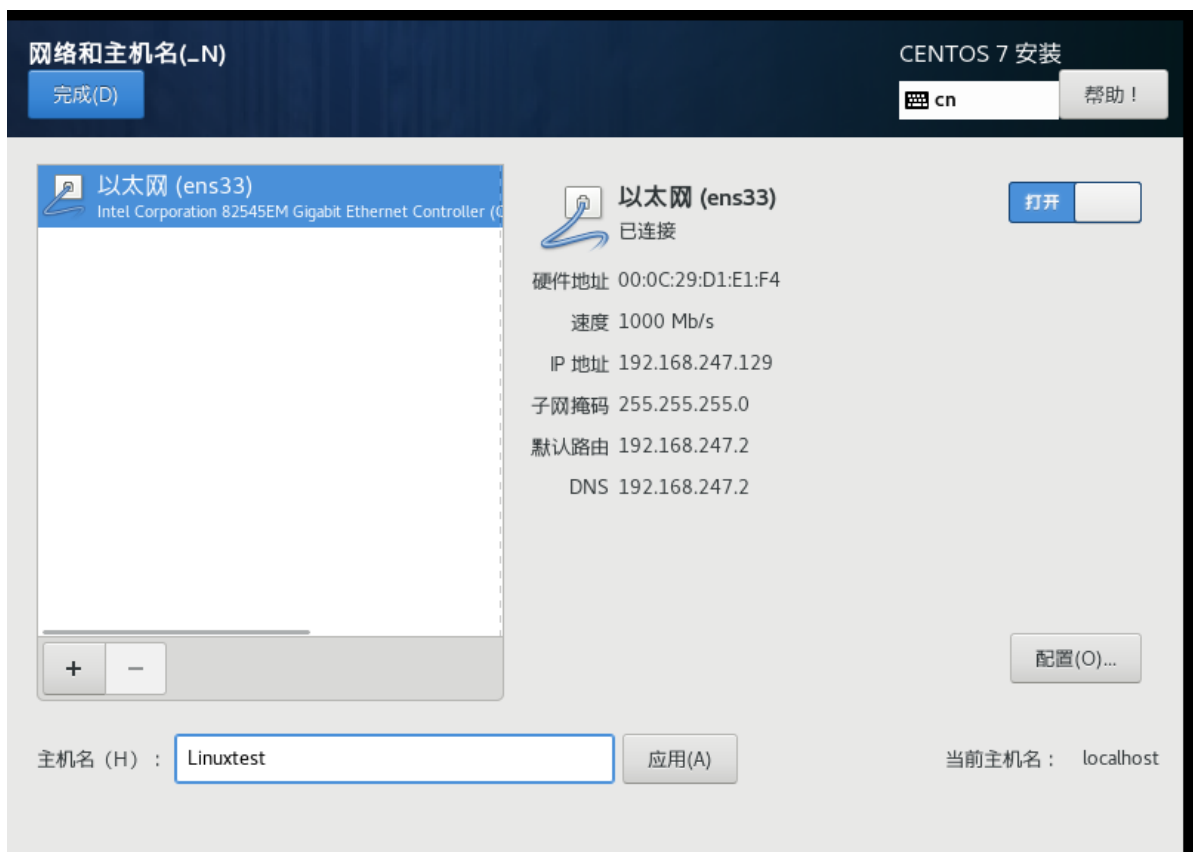 网络和主机名(_N)
完成(D)
CENTOS 7 安装
cn
帮助！
以太网 (ens33)
Intel Corporation 82545EM Gigabit Ethernet Controller (
以太网 (ens33)
已连接
打开
硬件地址 00:0C:29:D1:E1:F4
速度 1000 Mb/s
IP 地址 192.168.247.129
子网掩码 255.255.255.0
默认路由 192.168.247.2
DNS 192.168.247.2
+
−
配置(O)...
主机名（H）： Linuxtest 应用(A) 当前主机名： localhost